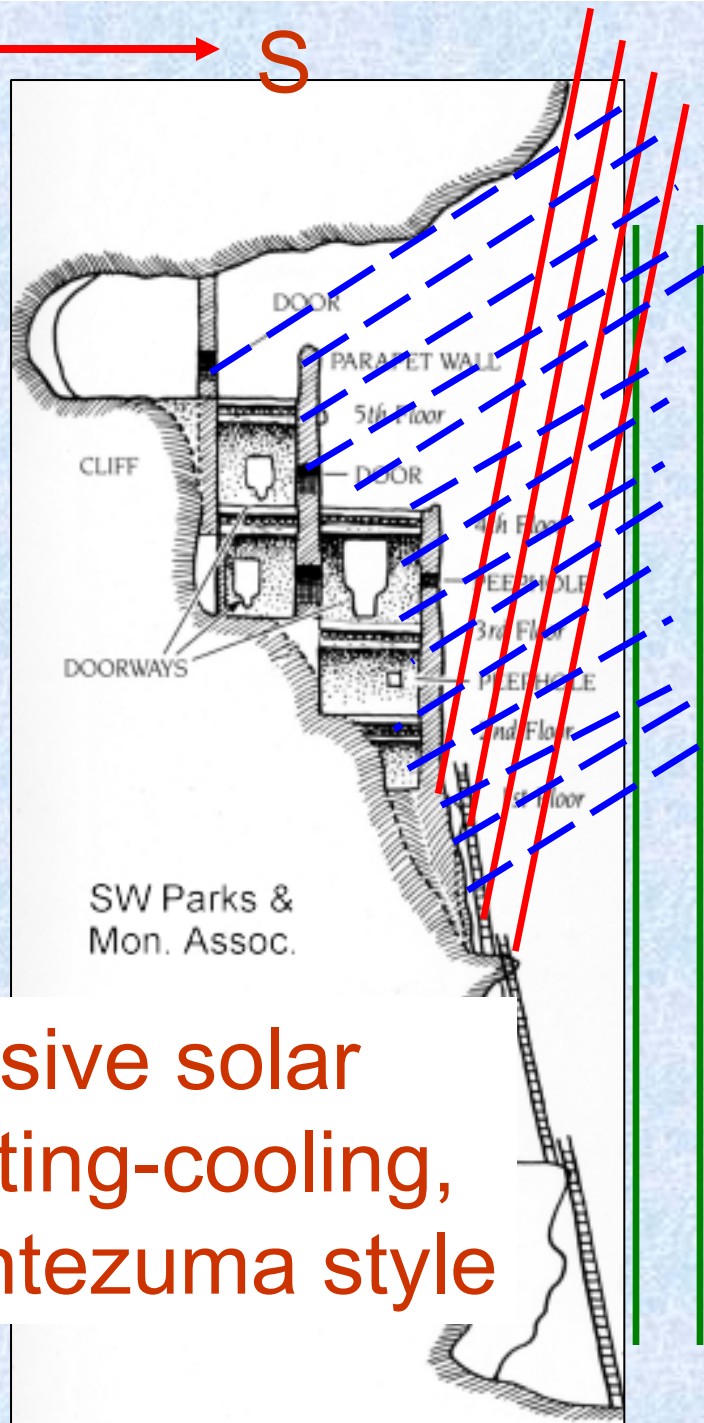 S
DOOR
PARAPET WALL
5th Floor
CLIFF
DOOR
4th Floor
PEEPHOLE
3rd Floor
DOORWAYS
PEEPHOLE
2nd Floor
1st Floor
SW Parks &
Mon. Assoc.
sive solar
ting-cooling,
ntezuma style